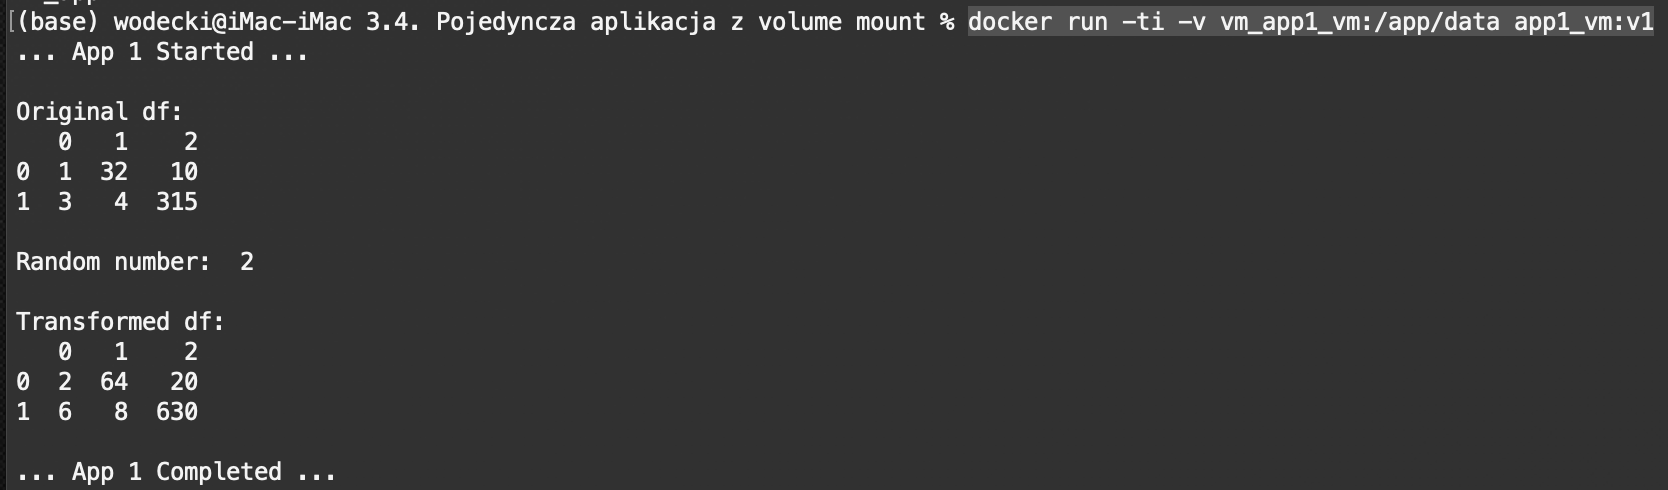 [(base) wodecki@iMac-iMac 3.4. Pojedyncza aplikacja z volume mount % docker run -ti -v vm_app1_vm:/app/data app1_vm:v1
... App 1 Started ...
Original df:
   0   1    2
0  1  32   10
1  3   4  315
Random number:  2
Transformed df:
   0   1    2
0  2  64   20
1  6   8  630
... App 1 Completed ...